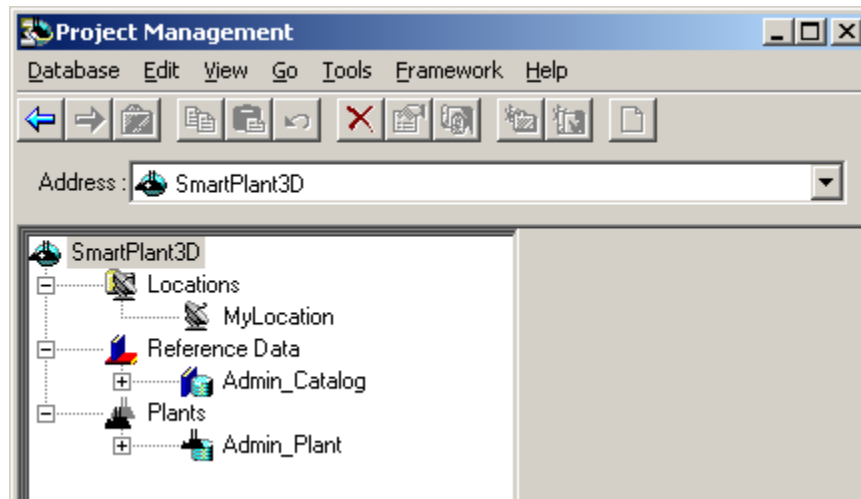 Project Management
Database Edit View Go Tools Framework Help
Address : SmartPlant3D
SmartPlant3D
Locations
MyLocation
Reference Data
Admin_Catalog
Plants
Admin_Plant